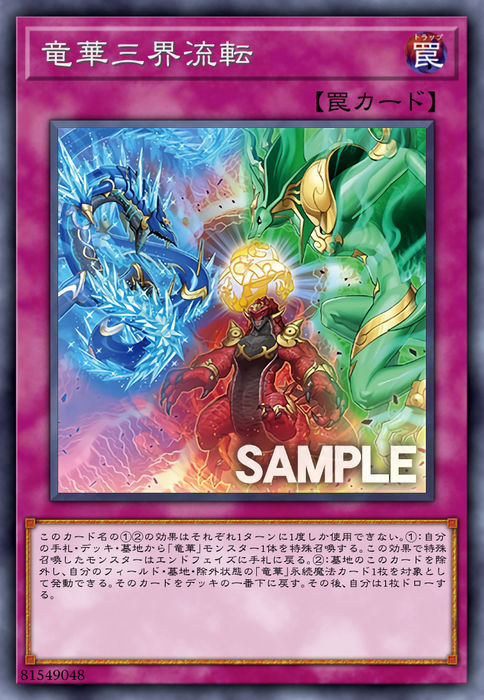 竜華三界流転
トラップ
罠
【罠カード】
SAMPLE
このカード名の①②の効果はそれぞれ1ターンに1度しか使用できない。①:自分
の手札・デッキ・墓地から「竜華」モンスター1体を特殊召喚する。この効果で特殊
召喚したモンスターはエンドフェイズに手札に戻る。②:墓地のこのカードを除
外し、自分のフィールド・墓地・除外状態の「竜華」永続魔法カード1枚を対象とし
て発動できる。そのカードをデッキの一番下に戻す。その後、自分は1枚ドローす
る。
81549048